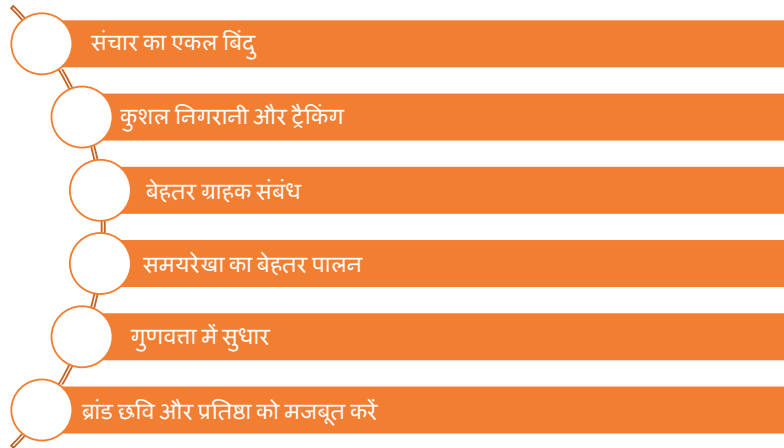 संचार का एकल बिंदु
कुशल निगरानी और ट्रैकिंग
बेहतर ग्राहक संबंध
समयरेखा का बेहतर पालन
गुणवत्ता में सुधार
ब्रांड छवि और प्रतिष्ठा को मजबूत करें